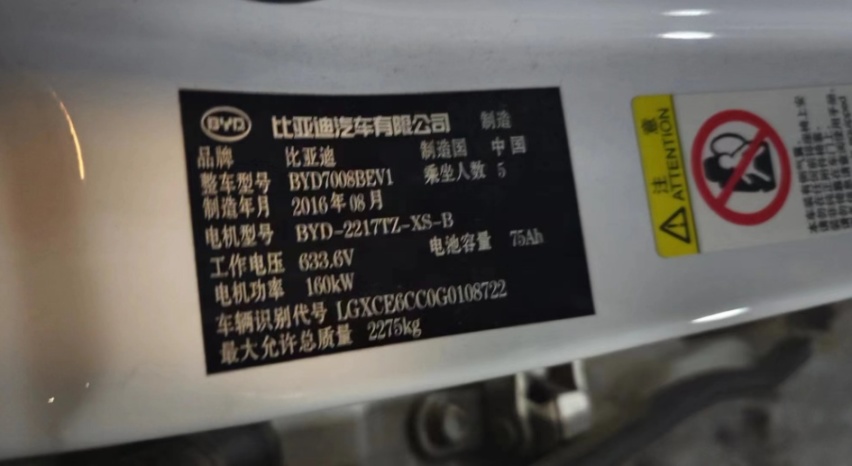 BYD 比亚迪汽车有限公司 制造
品牌 比亚迪 制造国 中国
整车型号 BYD7008BEV1 乘坐人数 5
制造年月 2016年08月
电机型号 BYD-2217TZ-XS-B
工作电压 633.6V 电池容量 75Ah
电机功率 160kW
车辆识别代号 LGXCE6CC0G0108722
最大允许总质量 2275kg
注意
ATTENTION